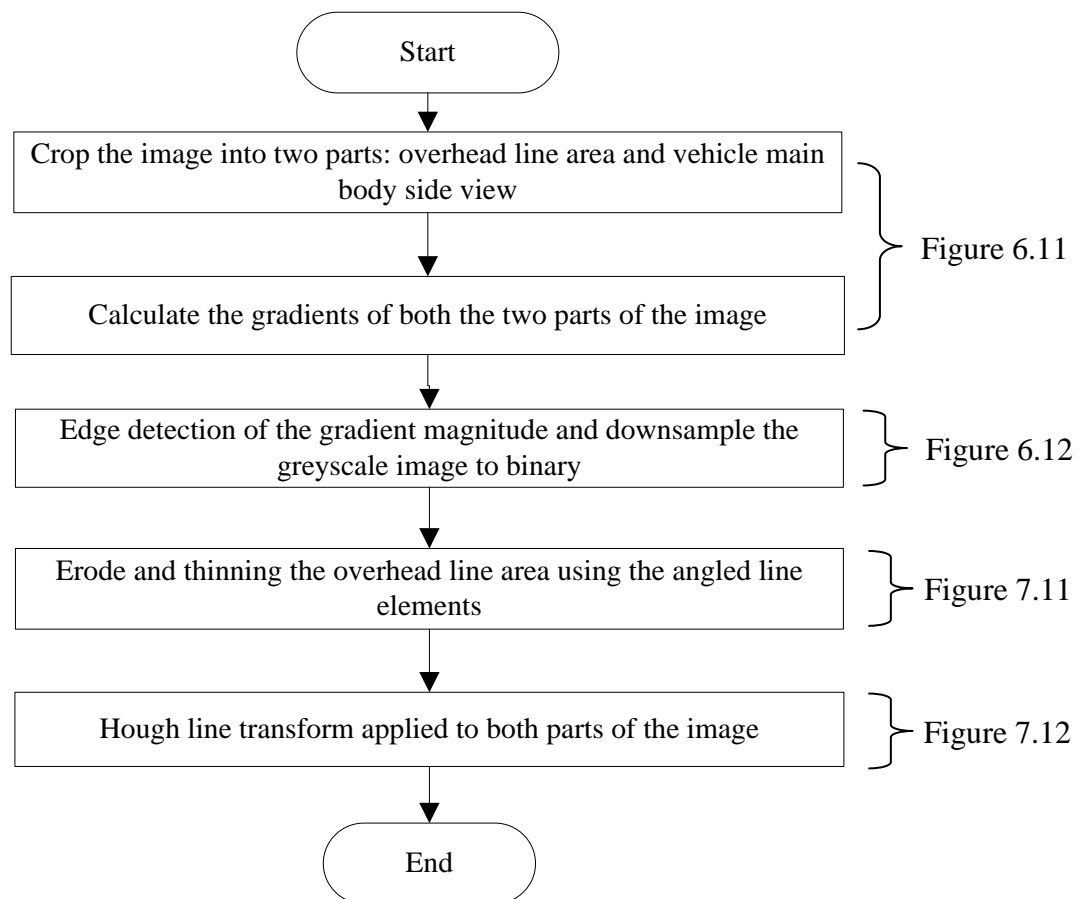 Start
Crop the image into two parts: overhead line area and vehicle main
body side view
Figure 6.11
Calculate the gradients of both the two parts of the image
Edge detection of the gradient magnitude and downsample the
greyscale image to binary
Figure 6.12
Erode and thinning the overhead line area using the angled line
elements
Figure 7.11
Hough line transform applied to both parts of the image
Figure 7.12
End